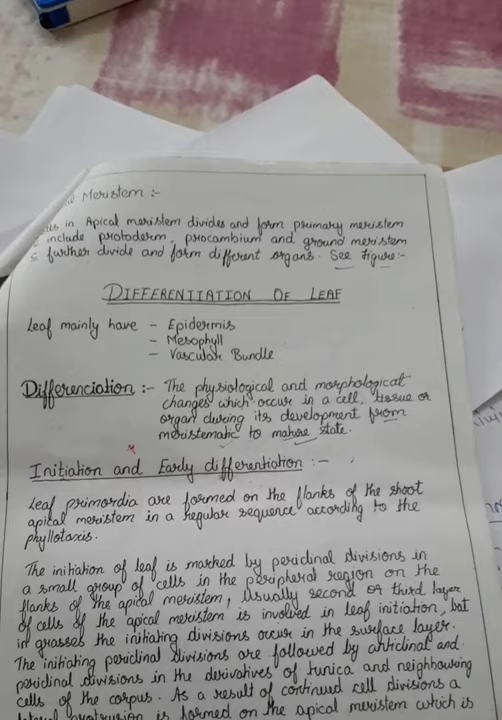 Meristem :-
in Apical meristem divides and form primary meristem
include protoderm, procambium and ground meristem
further divide and form different organs. See figure:-
DIFFERENTIATION OF LEAF
Leaf mainly have - Epidermis
- Mesophyll
- Vascular Bundle
Differenciation :- The physiological and morphological
changes which occur in a cell, tissue or
organ during its development from
meristematic to mature state.
Initiation and Early differentiation :-
Leaf primordia are formed on the flanks of the shoot
apical meristem in a regular sequence according to the
phyllotaxis.
The initiation of leaf is marked by periclinal divisions in
a small group of cells in the peripheral region on the
flanks of the apical meristem, Usually second or third layer
of cells of the apical meristem is involved in leaf initiation, but
in grasses the initiating divisions occur in the surface layer.
The initiating periclinal divisions are followed by anticlinal and
periclinal divisions in the derivatives of tunica and neighbouring
cells of the corpus. As a result of continued cell divisions a
is formed on the apical meristem which is